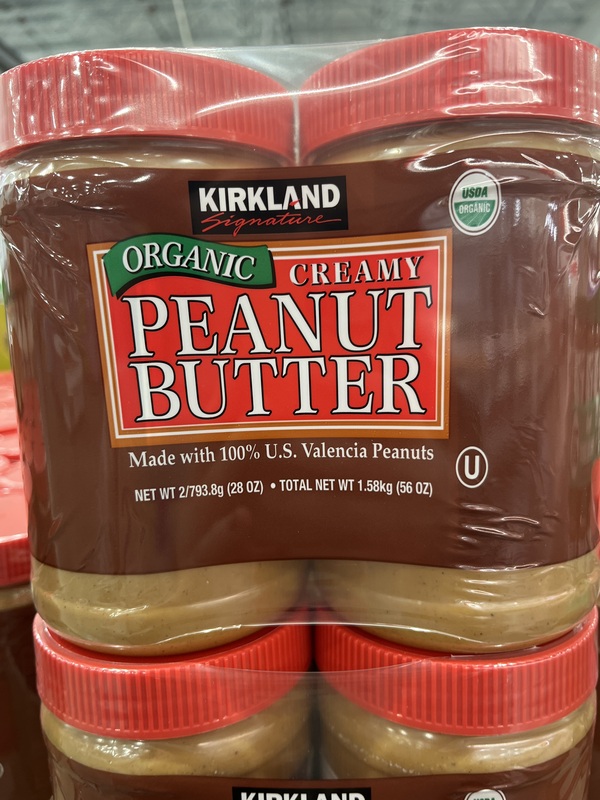 KIRKLAND
Signature
USDA
ORGANIC
ORGANIC
CREAMY
PEANUT
BUTTER
Made with 100% U.S. Valencia Peanuts
U
NET WT 2/793.8g (28 OZ) • TOTAL NET WT 1.58kg (56 OZ)
KIRKLAND
USDA